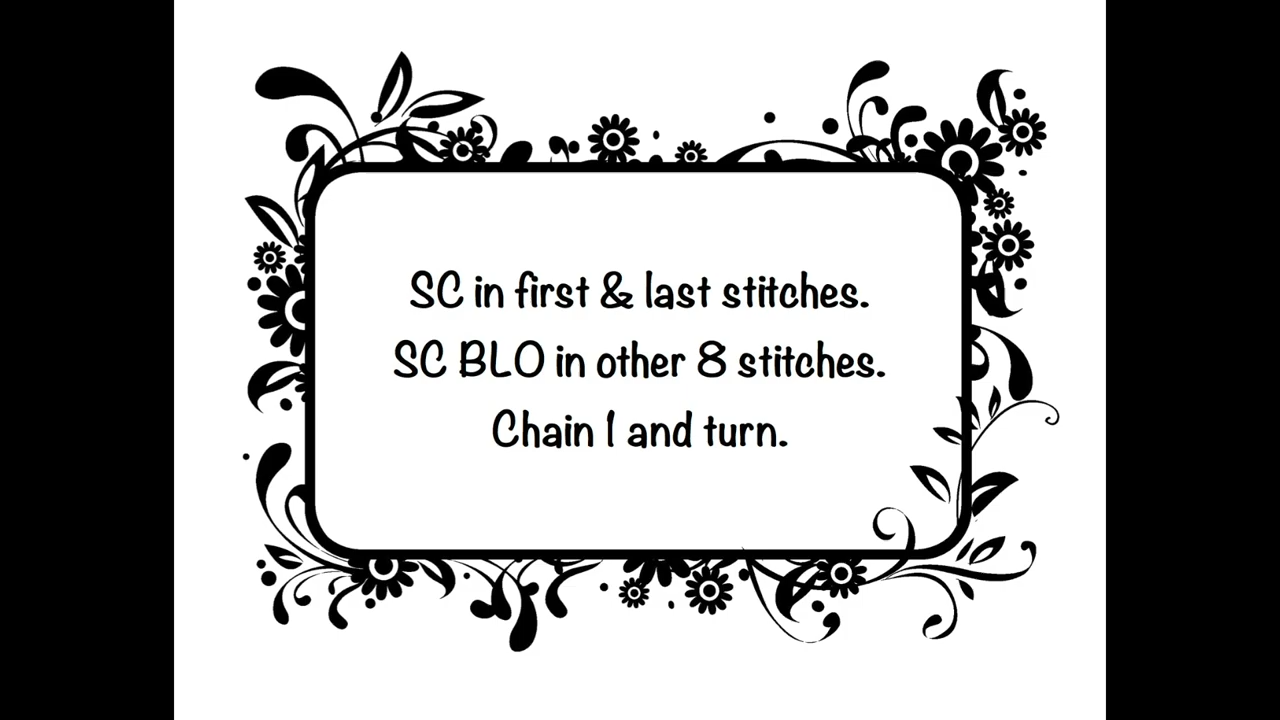 SC in first & last stitches.
SC BLO in other 8 stitches.
Chain 1 and turn.